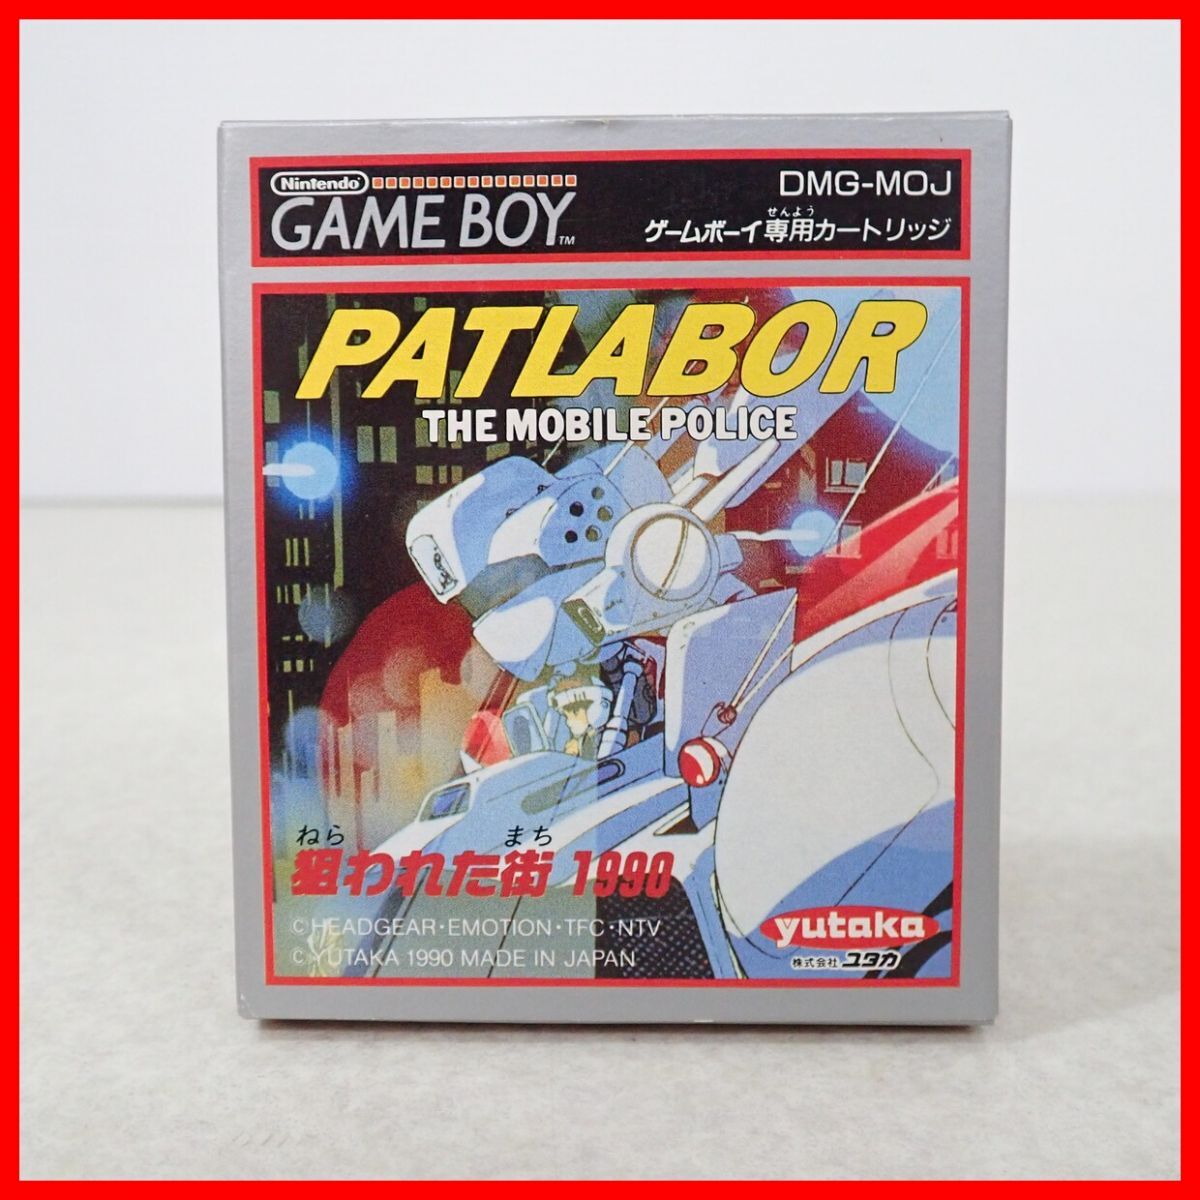 Nintendo
GAME BOY™
DMG-MOJ
せんよう
ゲームボーイ専用カートリッジ
PATLABOR
THE MOBILE POLICE
ねら まち
狙われた街 1990
©HEADGEAR・EMOTION・TFC・NTV
©YUTAKA 1990 MADE IN JAPAN
yutaka
株式会社 ユタカ